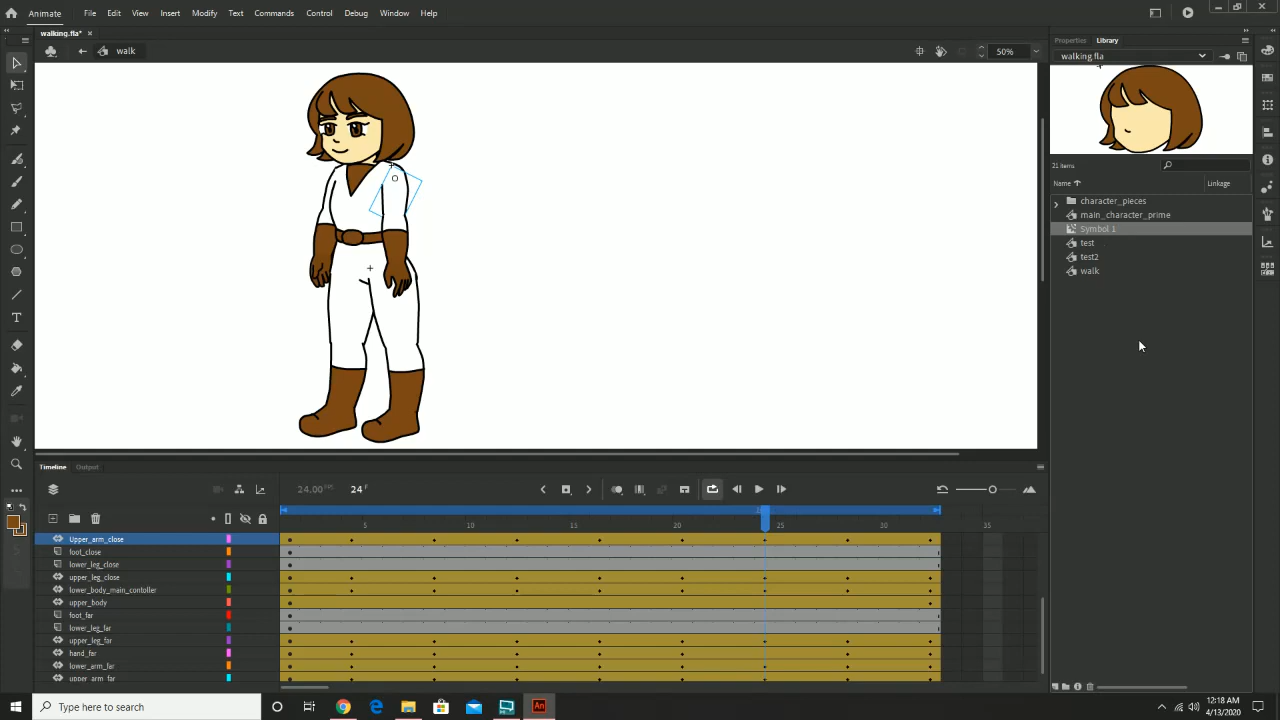 Animate File Edit View Insert Modify Text Commands Control Debug Window Help
walking.fla*
walk
50%
Properties Library
walking.fla
21 items
Name Linkage
character_pieces
main_character_prime
Symbol 1
test
test2
walk
Timeline Output
24.00 FPS 24 F
5 10 15 20 25 30 35
Upper_arm_close
foot_close
lower_leg_close
upper_leg_close
lower_body_main_contoller
upper_body
foot_far
lower_leg_far
upper_leg_far
hand_far
lower_arm_far
upper_arm_far
Type here to search
An
12:18 AM
4/13/2020